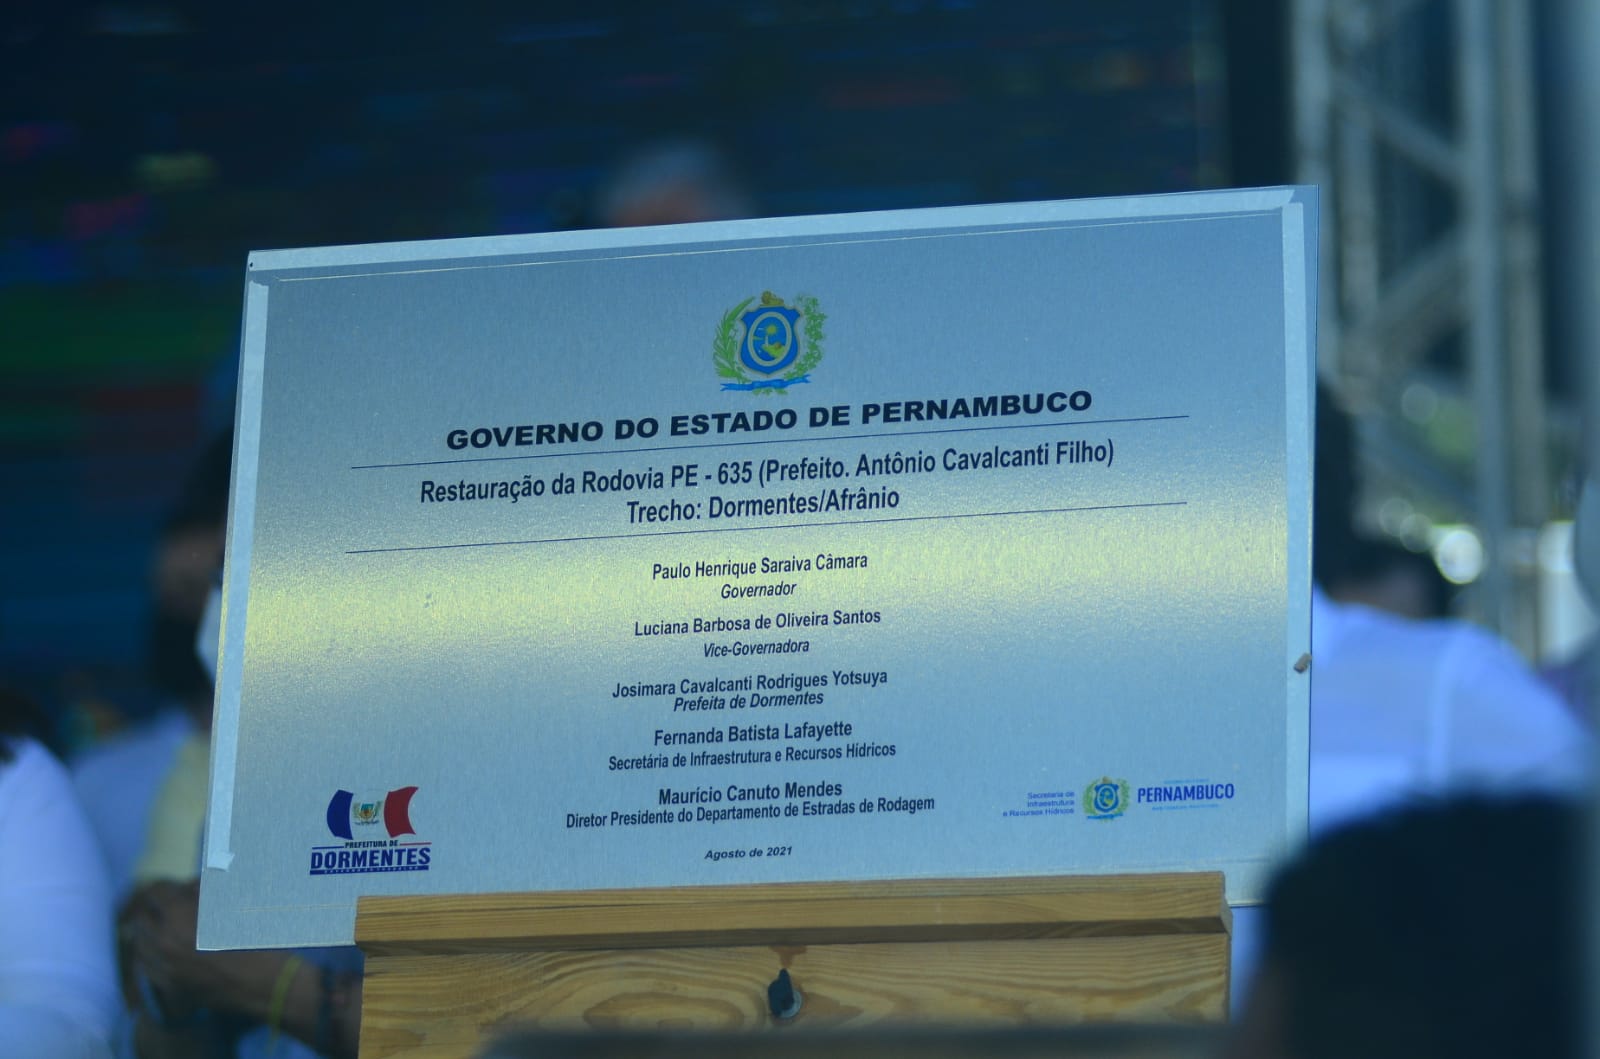 GOVERNO DO ESTADO DE PERNAMBUCO
Restauração da Rodovia PE - 635 (Prefeito. Antônio Cavalcanti Filho)
Trecho: Dormentes/Afrânio
Paulo Henrique Saraiva Câmara
Governador
Luciana Barbosa de Oliveira Santos
Vice-Governadora
Josimara Cavalcanti Rodrigues Yotsuya
Prefeita de Dormentes
Fernanda Batista Lafayette
Secretária de Infraestrutura e Recursos Hídricos
Maurício Canuto Mendes
Diretor Presidente do Departamento de Estradas de Rodagem
Agosto de 2021
PREFEITURA DE
DORMENTES
Secretaria de
Infraestrutura
e Recursos Hídricos
PERNAMBUCO